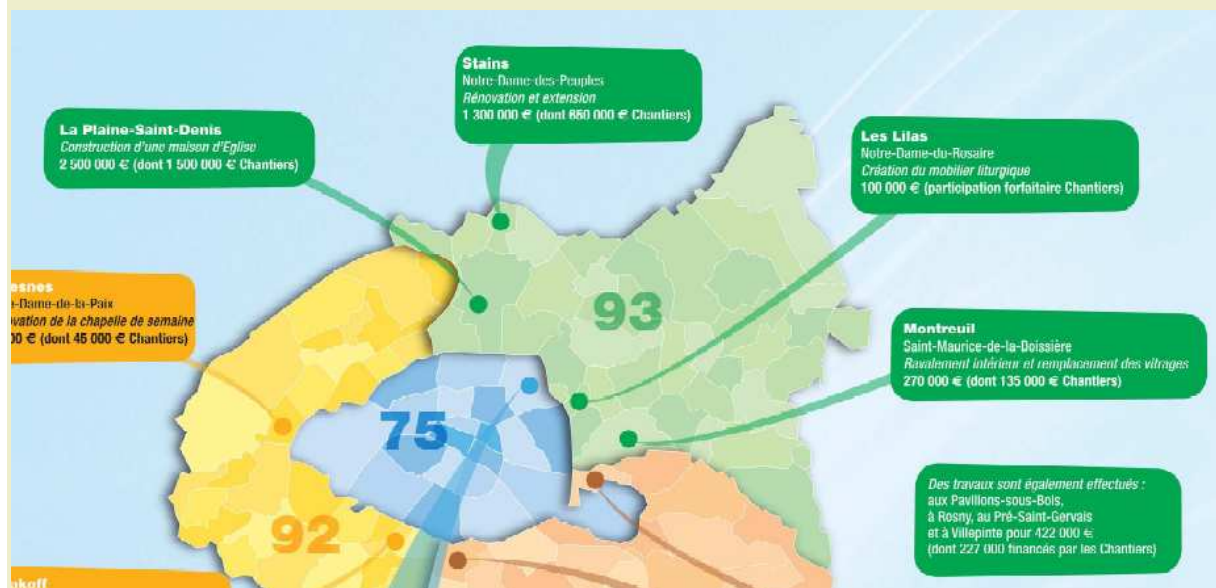 Stains
Notre-Dame-des-Peuples
Rénovation et extension
1 300 000 € (dont 650 000 € Chantiers)
La Plaine-Saint-Denis
Construction d'une maison d'Eglise
2 500 000 € (dont 1 500 000 € Chantiers)
Les Lilas
Notre-Dame-du-Rosaire
Création du mobilier liturgique
100 000 € (participation forfaitaire Chantiers)
esnes
e-Dame-de-la-Paix
ovation de la chapelle de semaine
00 € (dont 45 000 € Chantiers)
93
Montreuil
Saint-Maurice-de-la-Boissière
Ravalement intérieur et remplacement des vitrages
270 000 € (dont 135 000 € Chantiers)
75
Des travaux sont également effectués :
aux Pavillons-sous-Bois,
à Rosny, au Pré-Saint-Gervais
et à Villepinte pour 422 000 €
(dont 227 000 financés par les Chantiers)
92
akoff